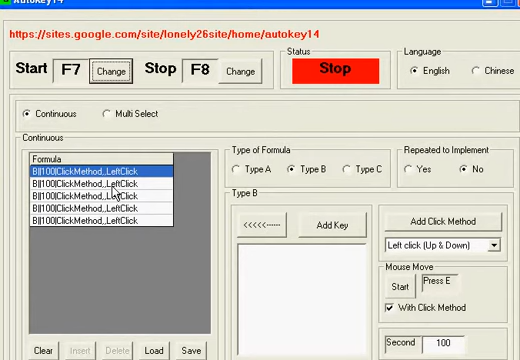 AutoKey14
https://sites.google.com/site/lonely26site/home/autokey14
Start F7 Change Stop F8 Change
Status
Stop
Language
English Chinese
Continuous Multi Select
Continuous
Formula
B||100|ClickMethod,,LeftClick
B||100|ClickMethod,,LeftClick
B||100|ClickMethod,,LeftClick
B||100|ClickMethod,,LeftClick
B||100|ClickMethod,,LeftClick
Clear Insert Delete Load Save
Type of Formula
Type A Type B Type C
Repeated to Implement
Yes No
Type B
<<<<<------ Add Key
Add Click Method
Left click (Up & Down)
Mouse Move
Start Press E
With Click Method
Second 100